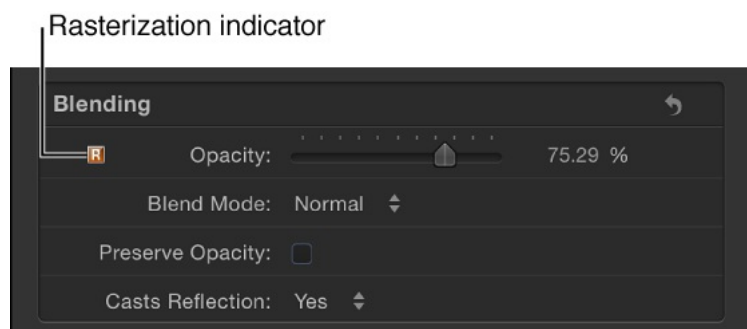 Rasterization indicator
Blending
R Opacity: 75.29 %
Blend Mode: Normal
Preserve Opacity:
Casts Reflection: Yes